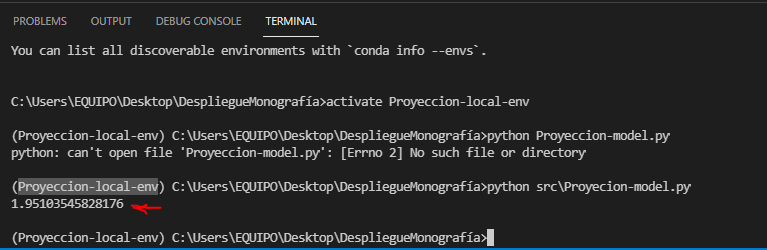 PROBLEMS OUTPUT DEBUG CONSOLE TERMINAL
You can list all discoverable environments with `conda info --envs`.
C:\Users\EQUIPO\Desktop\DespliegueMonografía>activate Proyeccion-local-env
(Proyeccion-local-env) C:\Users\EQUIPO\Desktop\DespliegueMonografía>python Proyeccion-model.py
python: can't open file 'Proyeccion-model.py': [Errno 2] No such file or directory
(Proyeccion-local-env) C:\Users\EQUIPO\Desktop\DespliegueMonografía>python src\Proyecion-model.py
1.95103545828176
(Proyeccion-local-env) C:\Users\EQUIPO\Desktop\DespliegueMonografía>